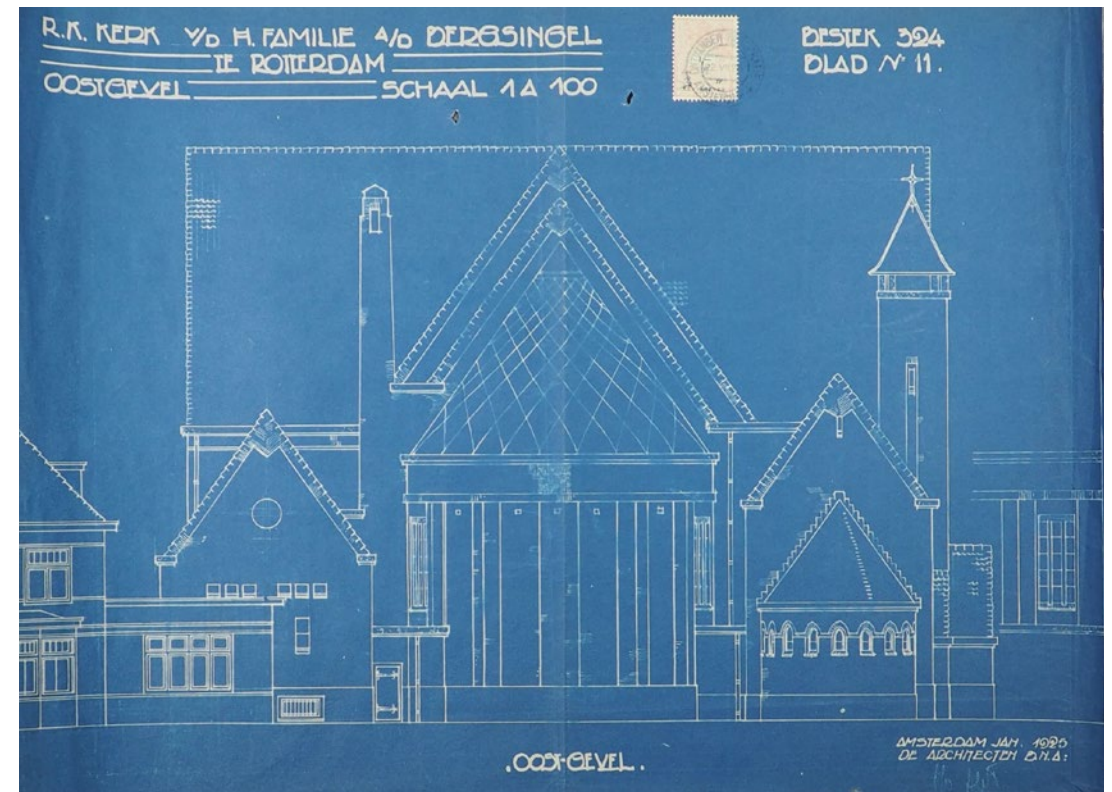 R.K. KERK V/D H. FAMILIE A/D BERGSINGEL
TE ROTTERDAM
OOSTGEVEL SCHAAL 1 A 100
BESTEK 324
BLAD No 11.
.OOST-GEVEL.
AMSTERDAM JAN. 1925
DE ARCHITECTEN B.N.A: